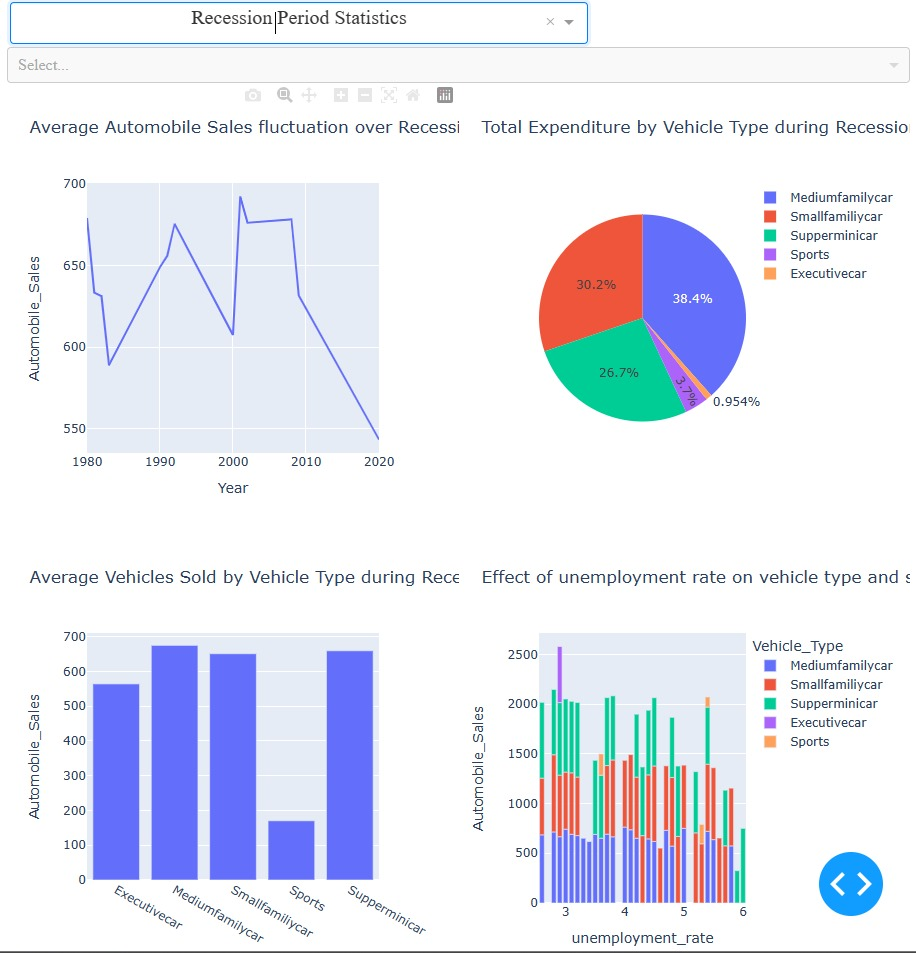 Recession Period Statistics
Select...
Average Automobile Sales fluctuation over Recessi
700
650
600
550
Automobile_Sales
1980 1990 2000 2010 2020
Year
Total Expenditure by Vehicle Type during Recessio
Mediumfamilycar
Smallfamiliycar
Supperminicar
Sports
Executivecar
30.2%
38.4%
26.7%
3.7%
0.954%
Average Vehicles Sold by Vehicle Type during Rece
700
600
500
400
300
200
100
0
Automobile_Sales
Executivecar
Mediumfamilycar
Smallfamiliycar
Sports
Supperminicar
Effect of unemployment rate on vehicle type and s
2500
2000
1500
1000
500
0
Automobile_Sales
3 4 5 6
unemployment_rate
Vehicle_Type
Mediumfamilycar
Smallfamiliycar
Supperminicar
Executivecar
Sports